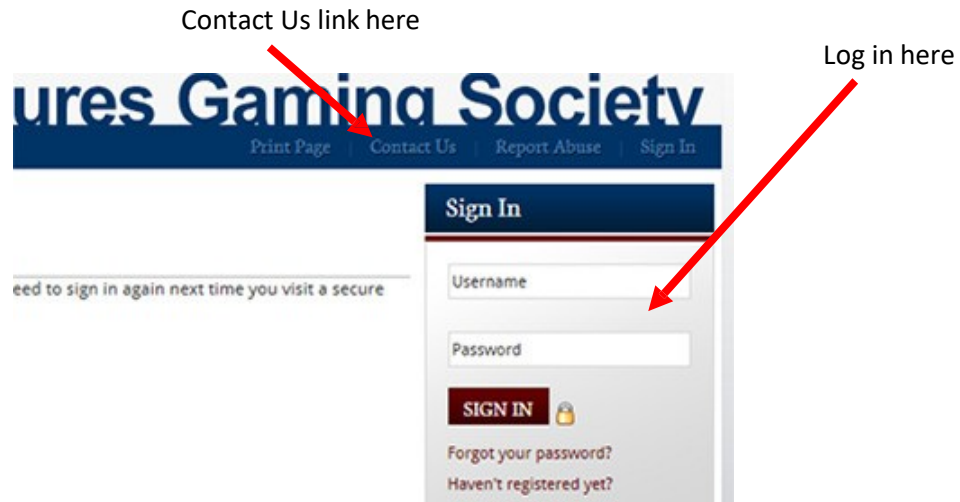 Contact Us link here
Log in here
ures Gaming Society
Print Page | Contact Us | Report Abuse | Sign In
Sign In
eed to sign in again next time you visit a secure
Username
Password
SIGN IN
Forgot your password?
Haven't registered yet?